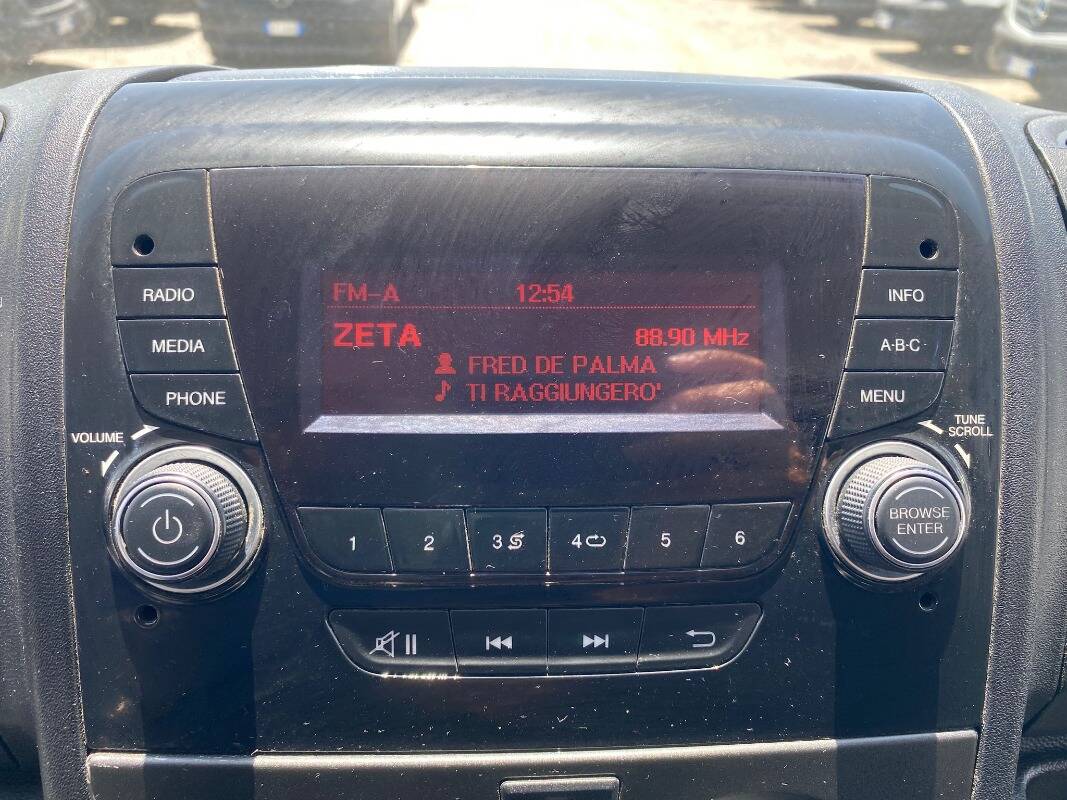 FM-A 12:54
ZETA 88.90 MHz
FRED DE PALMA
TI RAGGIUNGERO'
RADIO
MEDIA
PHONE
VOLUME
INFO
A-B-C
MENU
TUNE
SCROLL
BROWSE
ENTER
1 2 3 4 5 6